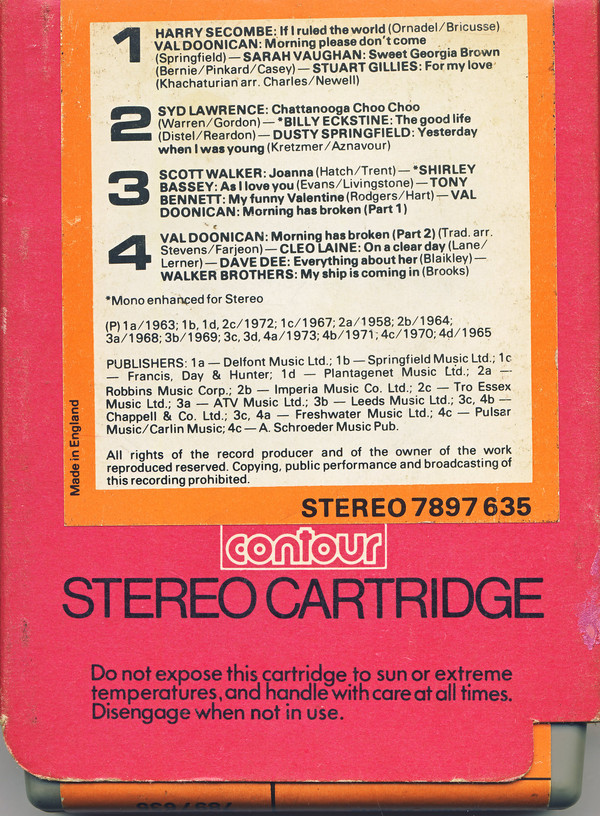 1 HARRY SECOMBE: If I ruled the world (Ornadel/Bricusse)
VAL DOONICAN: Morning please don't come
(Springfield) — SARAH VAUGHAN: Sweet Georgia Brown
(Bernie/Pinkard/Casey) — STUART GILLIES: For my love
(Khachaturian arr. Charles/Newell)
2 SYD LAWRENCE: Chattanooga Choo Choo
(Warren/Gordon) — *BILLY ECKSTINE: The good life
(Distel/Reardon) — DUSTY SPRINGFIELD: Yesterday
when I was young (Kretzmer/Aznavour)
3 SCOTT WALKER: Joanna (Hatch/Trent) — *SHIRLEY
BASSEY: As I love you (Evans/Livingstone) — TONY
BENNETT: My funny Valentine (Rodgers/Hart) — VAL
DOONICAN: Morning has broken (Part 1)
4 VAL DOONICAN: Morning has broken (Part 2) (Trad. arr.
Stevens/Farjeon) — CLEO LAINE: On a clear day (Lane/
Lerner) — DAVE DEE: Everything about her (Blaikley) —
WALKER BROTHERS: My ship is coming in (Brooks)
*Mono enhanced for Stereo
(P) 1a/1963; 1b, 1d, 2c/1972; 1c/1967; 2a/1958; 2b/1964;
3a/1968; 3b/1969; 3c, 3d, 4a/1973; 4b/1971; 4c/1970; 4d/1965
PUBLISHERS: 1a — Delfont Music Ltd.; 1b — Springfield Music Ltd.; 1c
— Francis, Day & Hunter; 1d — Plantagenet Music Ltd.; 2a —
Robbins Music Corp.; 2b — Imperia Music Co. Ltd.; 2c — Tro Essex
Music Ltd.; 3a — ATV Music Ltd.; 3b — Leeds Music Ltd.; 3c, 4b —
Chappell & Co. Ltd.; 3c, 4a — Freshwater Music Ltd.; 4c — Pulsar
Music/Carlin Music; 4c — A. Schroeder Music Pub.
All rights of the record producer and of the owner of the work
reproduced reserved. Copying, public performance and broadcasting of
this recording prohibited.
Made in England
STEREO 7897 635
contour
STEREO CARTRIDGE
Do not expose this cartridge to sun or extreme
temperatures, and handle with care at all times.
Disengage when not in use.